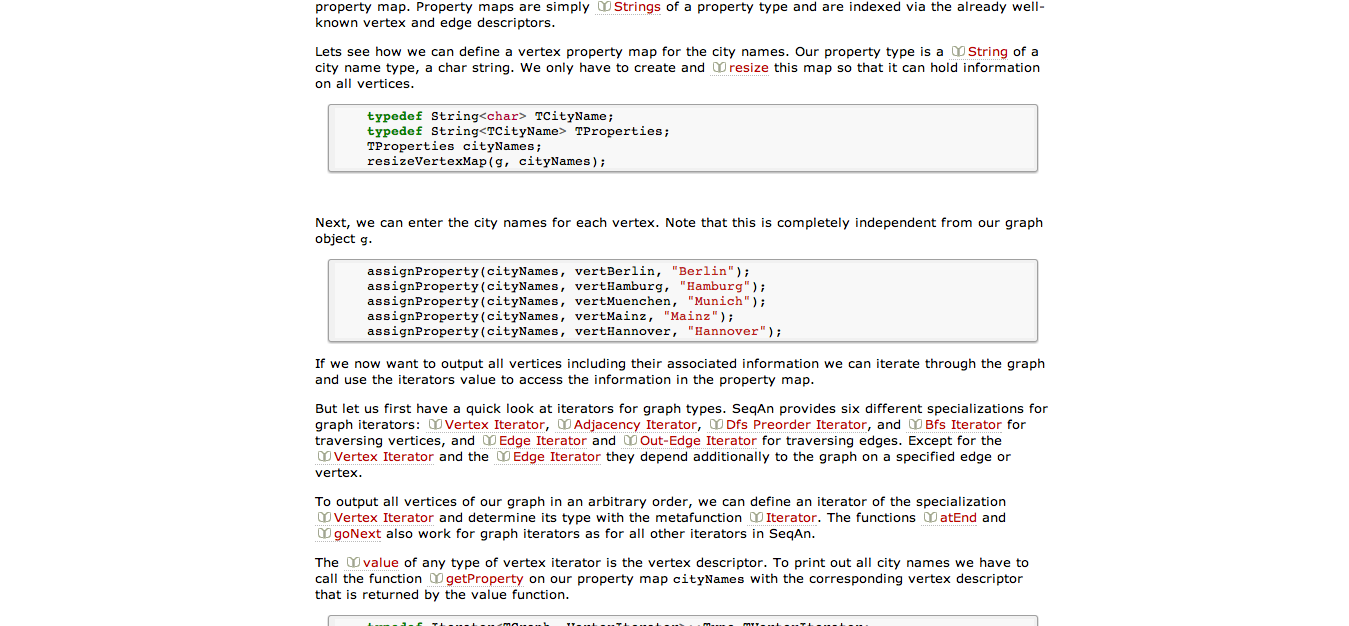 property map. Property maps are simply Strings of a property type and are indexed via the already well-
known vertex and edge descriptors.
Lets see how we can define a vertex property map for the city names. Our property type is a String of a
city name type, a char string. We only have to create and resize this map so that it can hold information
on all vertices.
typedef String<char> TCityName;
typedef String<TCityName> TProperties;
TProperties cityNames;
resizeVertexMap(g, cityNames);
Next, we can enter the city names for each vertex. Note that this is completely independent from our graph
object g.
assignProperty(cityNames, vertBerlin, "Berlin");
assignProperty(cityNames, vertHamburg, "Hamburg");
assignProperty(cityNames, vertMuenchen, "Munich");
assignProperty(cityNames, vertMainz, "Mainz");
assignProperty(cityNames, vertHannover, "Hannover");
If we now want to output all vertices including their associated information we can iterate through the graph
and use the iterators value to access the information in the property map.
But let us first have a quick look at iterators for graph types. SeqAn provides six different specializations for
graph iterators: Vertex Iterator, Adjacency Iterator, Dfs Preorder Iterator, and Bfs Iterator for
traversing vertices, and Edge Iterator and Out-Edge Iterator for traversing edges. Except for the
Vertex Iterator and the Edge Iterator they depend additionally to the graph on a specified edge or
vertex.
To output all vertices of our graph in an arbitrary order, we can define an iterator of the specialization
Vertex Iterator and determine its type with the metafunction Iterator. The functions atEnd and
goNext also work for graph iterators as for all other iterators in SeqAn.
The value of any type of vertex iterator is the vertex descriptor. To print out all city names we have to
call the function getProperty on our property map cityNames with the corresponding vertex descriptor
that is returned by the value function.